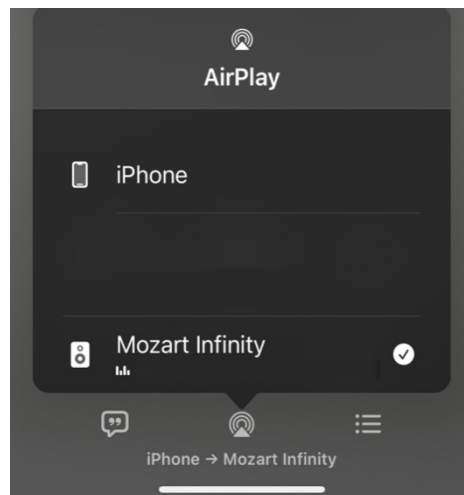 AirPlay
iPhone
Mozart Infinity
iPhone → Mozart Infinity